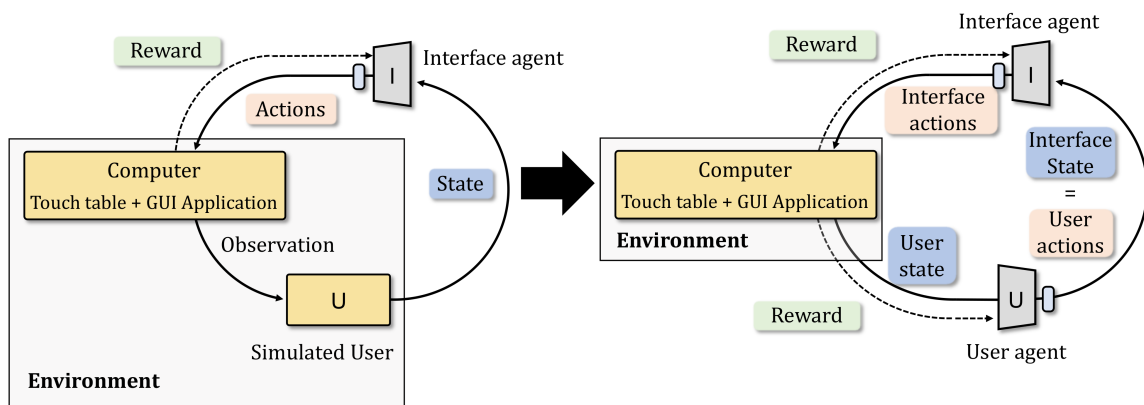 Reward
Interface agent
I
Actions
Computer
Touch table + GUI Application
State
Observation
U
Simulated User
Environment
Interface agent
Reward
I
Interface
actions
Interface
State
=
User
actions
Computer
Touch table + GUI Application
Environment
User
state
U
Reward
User agent